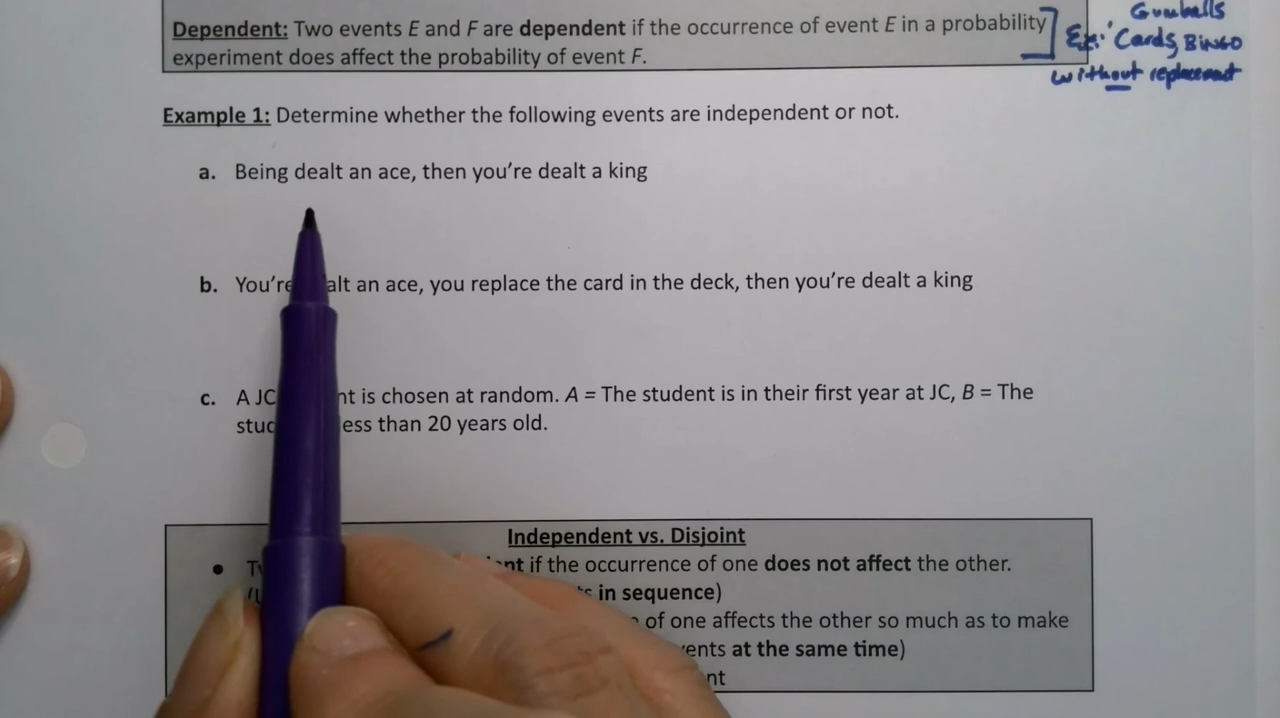 Gumballs
Dependent: Two events E and F are dependent if the occurrence of event E in a probability
Ex: Cards, BINGO
experiment does affect the probability of event F.
without replacement
Example 1: Determine whether the following events are independent or not.
a. Being dealt an ace, then you're dealt a king
b. You're alt an ace, you replace the card in the deck, then you're dealt a king
c. A JC nt is chosen at random. A = The student is in their first year at JC, B = The
stud ess than 20 years old.
Independent vs. Disjoint
• nt if the occurrence of one does not affect the other.
in sequence)
of one affects the other so much as to make
ents at the same time)
nt